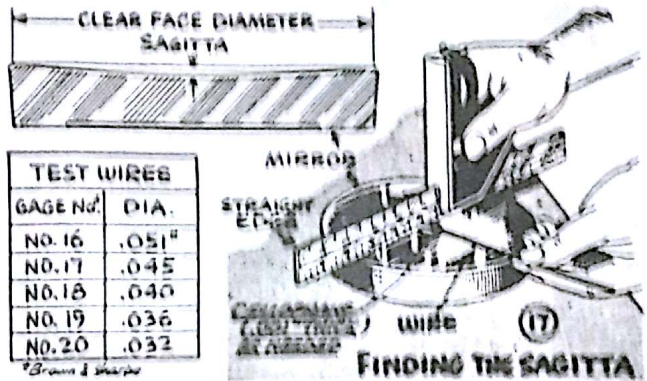 CLEAR FACE DIAMETER
SAGITTA
MIRROR
TEST WIRES
GAGE No.* DIA.
NO. 16 .051"
NO. 17 .045
NO. 18 .040
NO. 19 .036
NO. 20 .032
*Brown & Sharpe
STRAIGHT
EDGE
WIRE
17
FINDING THE SAGITTA